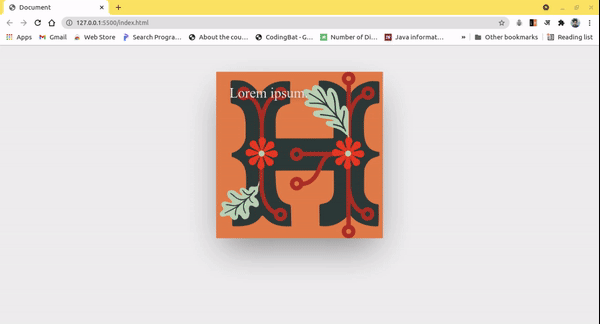 Document
127.0.0.1:5500/index.html
Apps
Gmail
Web Store
Search Progra…
About the cou…
CodingBat - G…
Number of Di…
Java informat…
»
Other bookmarks
Reading list
Lorem ipsum.
H